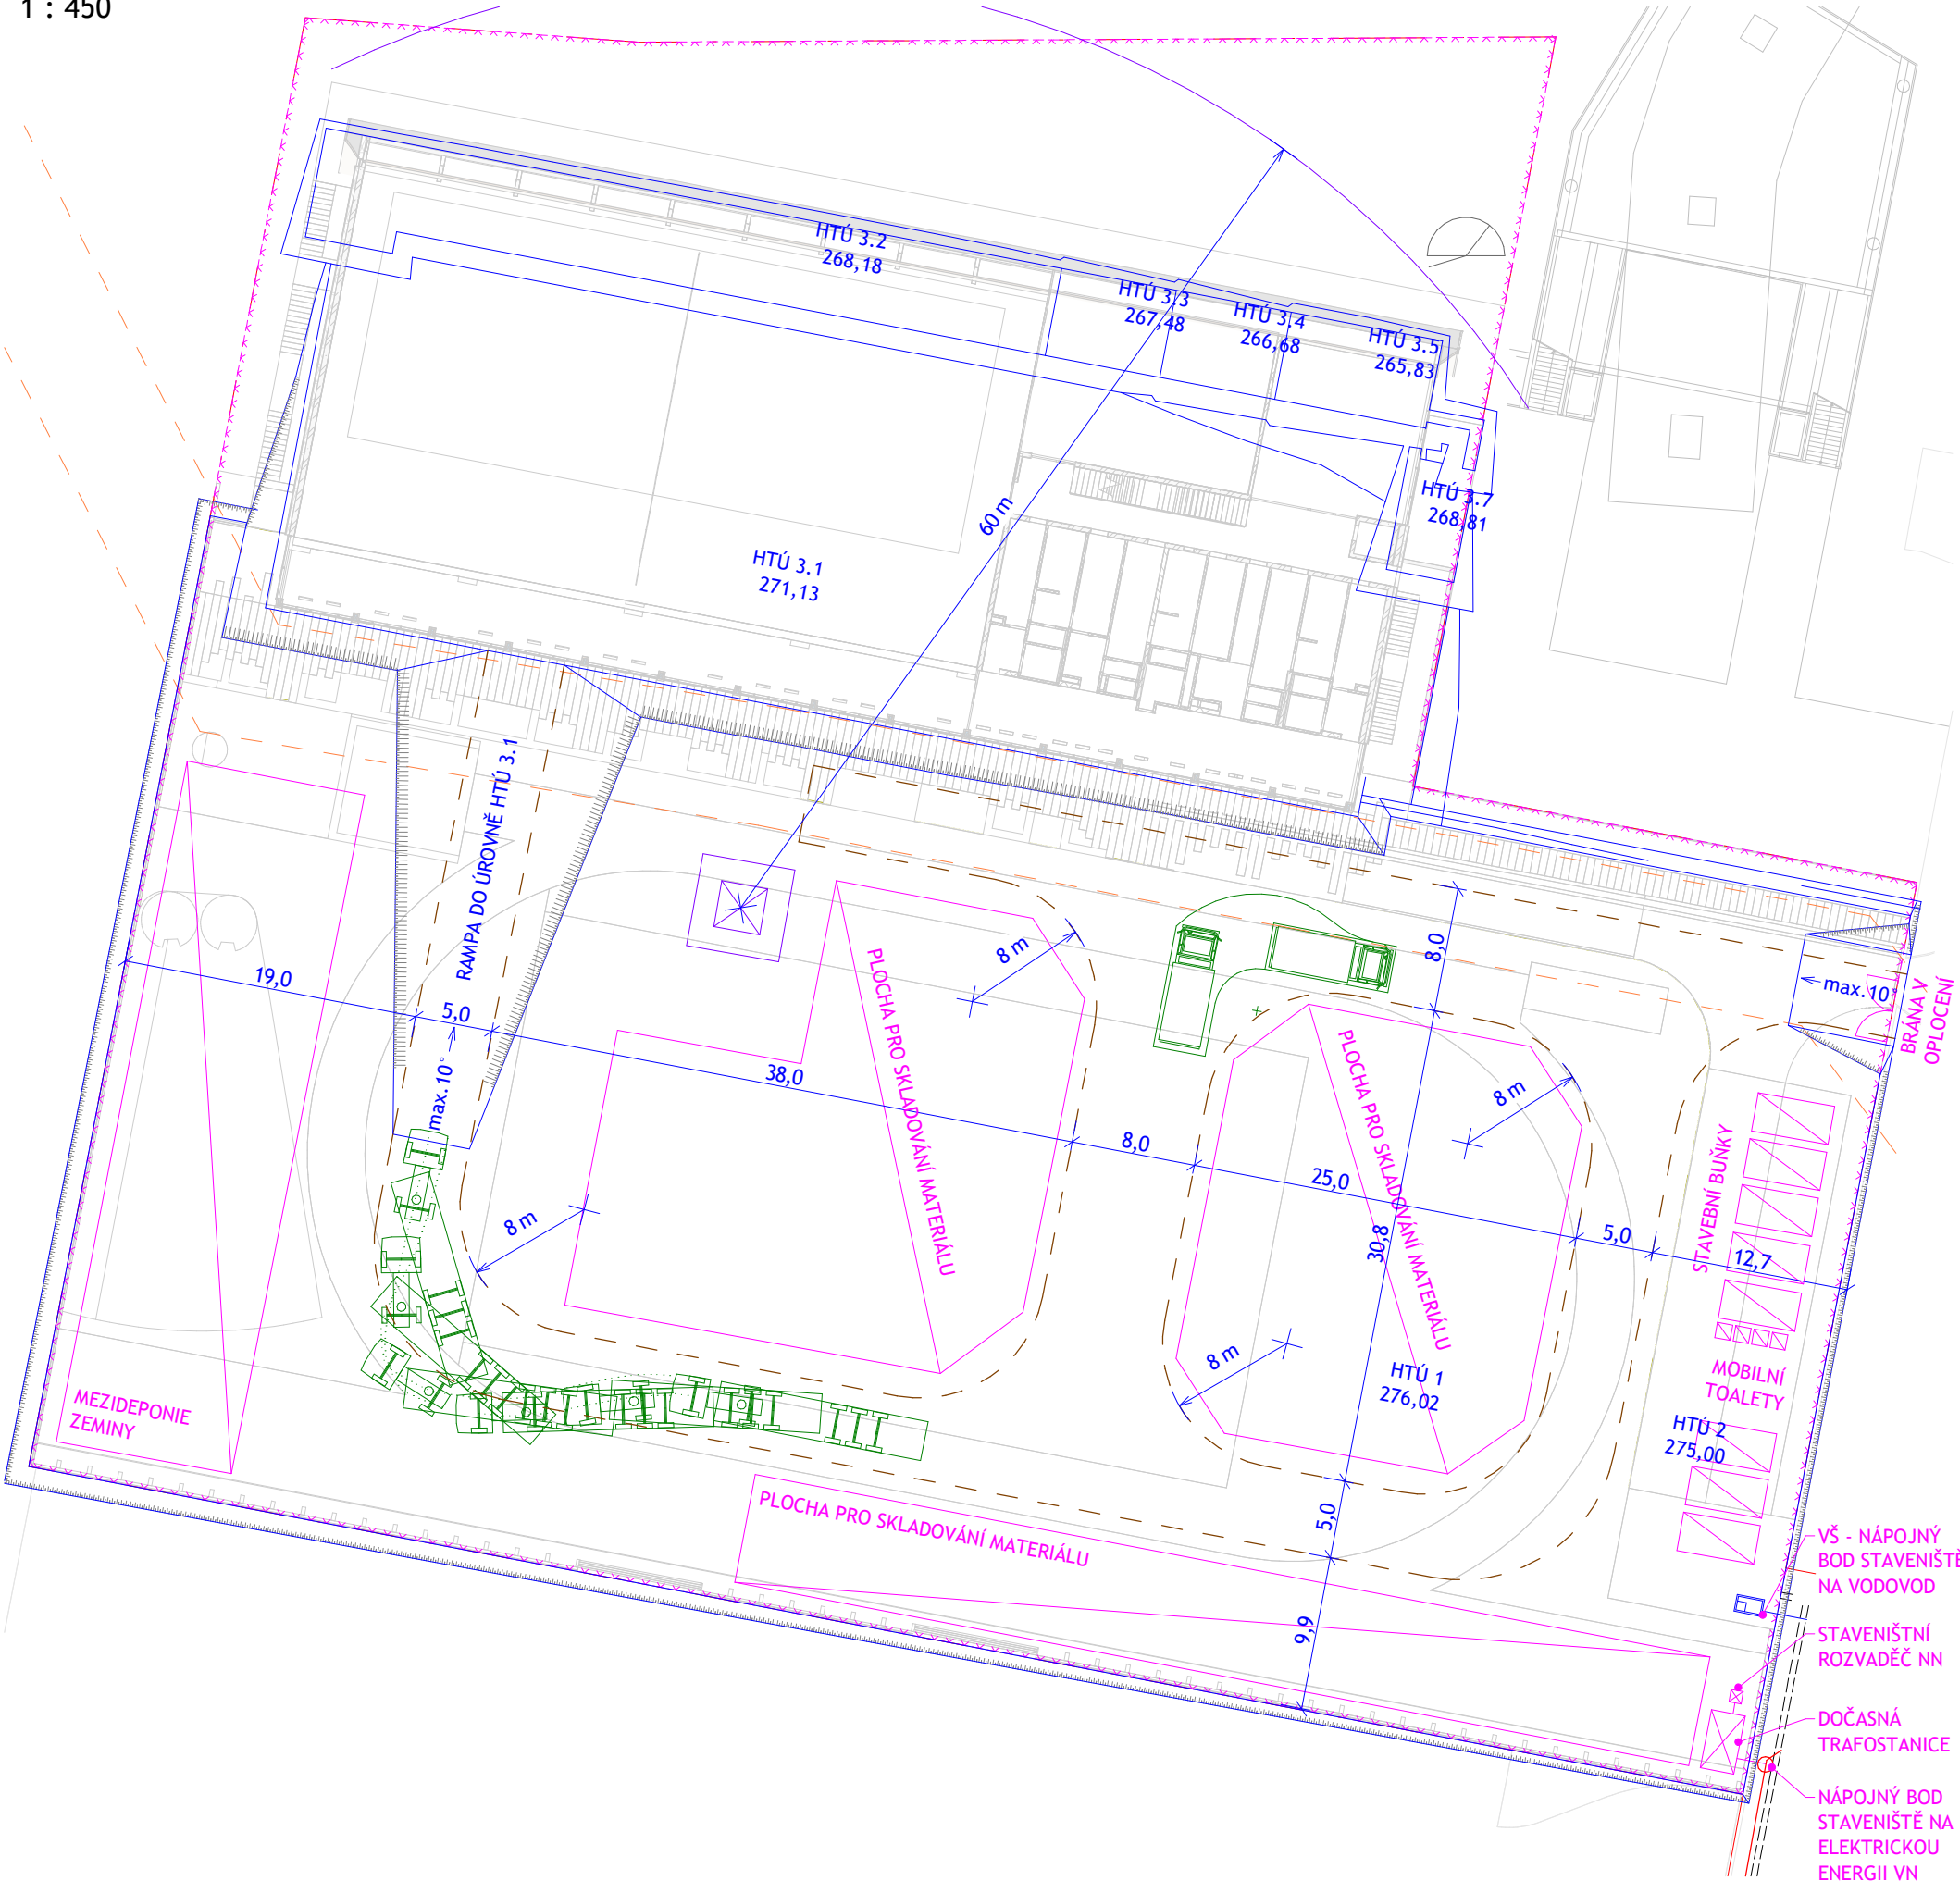 1 : 450
HTÚ 3.2
268,18
HTÚ 3.3
267,48
HTÚ 3.4
266,68
HTÚ 3.5
265,83
HTÚ 3.7
268,81
60 m
HTÚ 3.1
271,13
RAMPA DO ÚROVNĚ HTÚ 3.1
max.10°
19,0
5,0
38,0
8,0
25,0
5,0
12,7
8,0
30,8
5,0
9,9
8 m
8 m
8 m
8 m
PLOCHA PRO SKLADOVÁNÍ MATERIÁLU
PLOCHA PRO SKLADOVÁNÍ MATERIÁLU
PLOCHA PRO SKLADOVÁNÍ MATERIÁLU
max.10°
BRÁNA V
OPLOCENÍ
STAVEBNÍ BUŇKY
MOBILNÍ
TOALETY
HTÚ 1
276,02
HTÚ 2
275,00
MEZIDEPONIE
ZEMINY
VŠ - NÁPOJNÝ
BOD STAVENIŠTĚ
NA VODOVOD
STAVENIŠTNÍ
ROZVADĚČ NN
DOČASNÁ
TRAFOSTANICE
NÁPOJNÝ BOD
STAVENIŠTĚ NA
ELEKTRICKOU
ENERGII VN